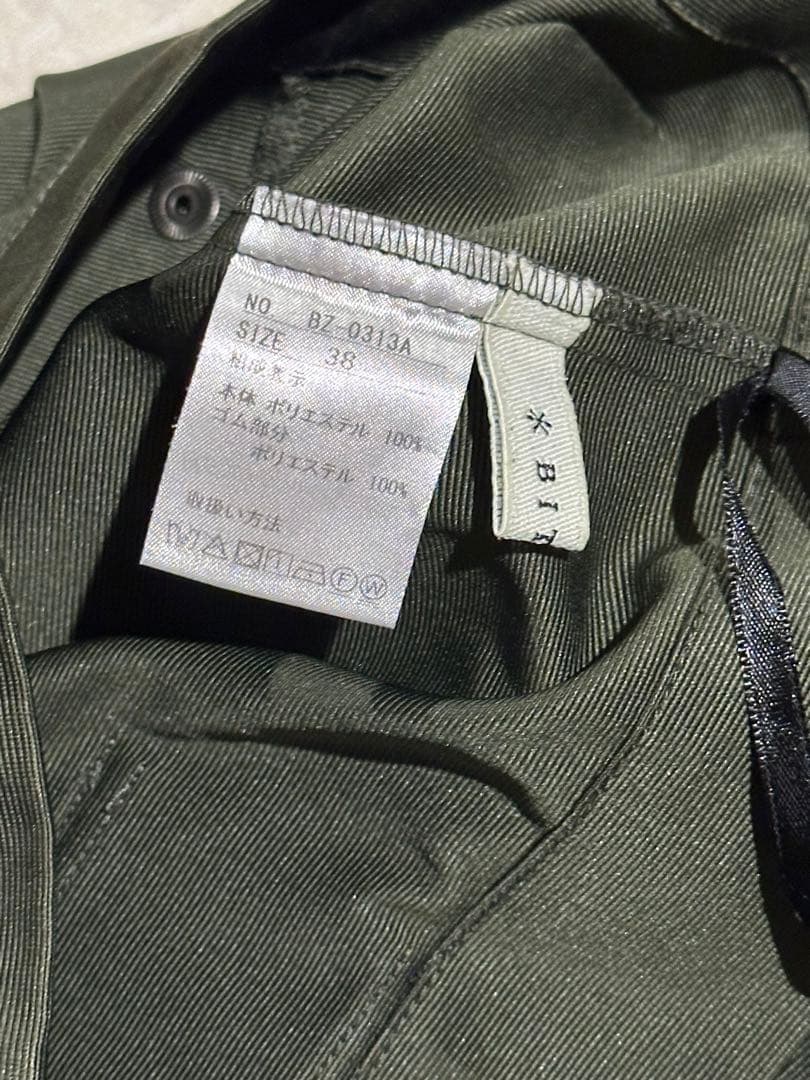 NO BZ-0313A
SIZE 38
組成表示
本体 ポリエステル 100%
ゴム部分
ポリエステル 100%
取扱い方法
F W
* BIT